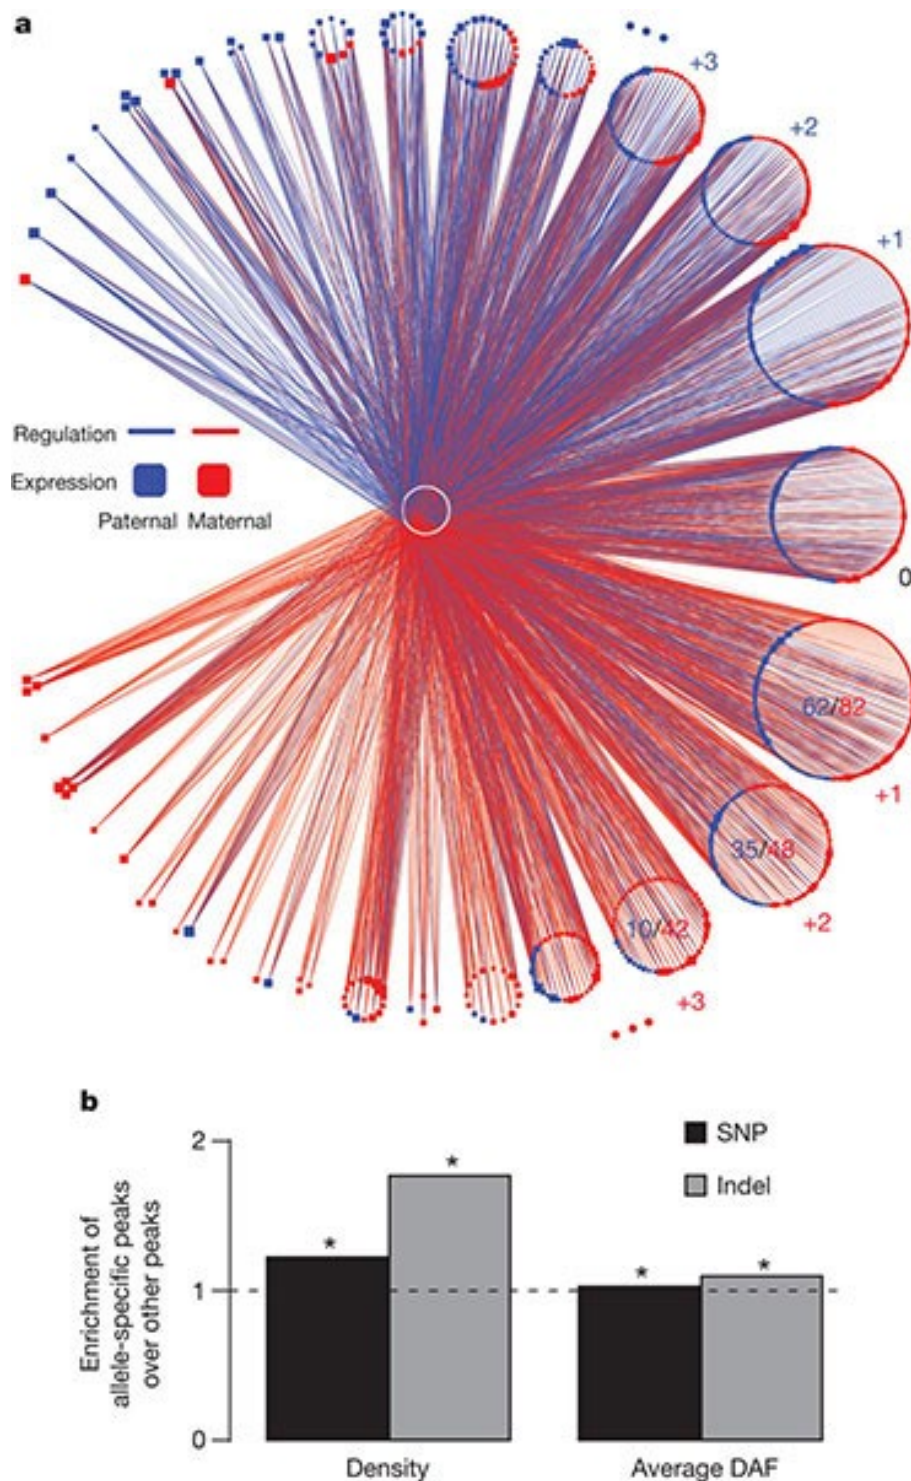 a
+3
+2
+1
Regulation
Expression
Paternal Maternal
0
62/82
+1
35/48
+2
10/42
+3
b
2
SNP
Indel
Enrichment of
allele-specific peaks
over other peaks
* * * *
1
0
Density Average DAF